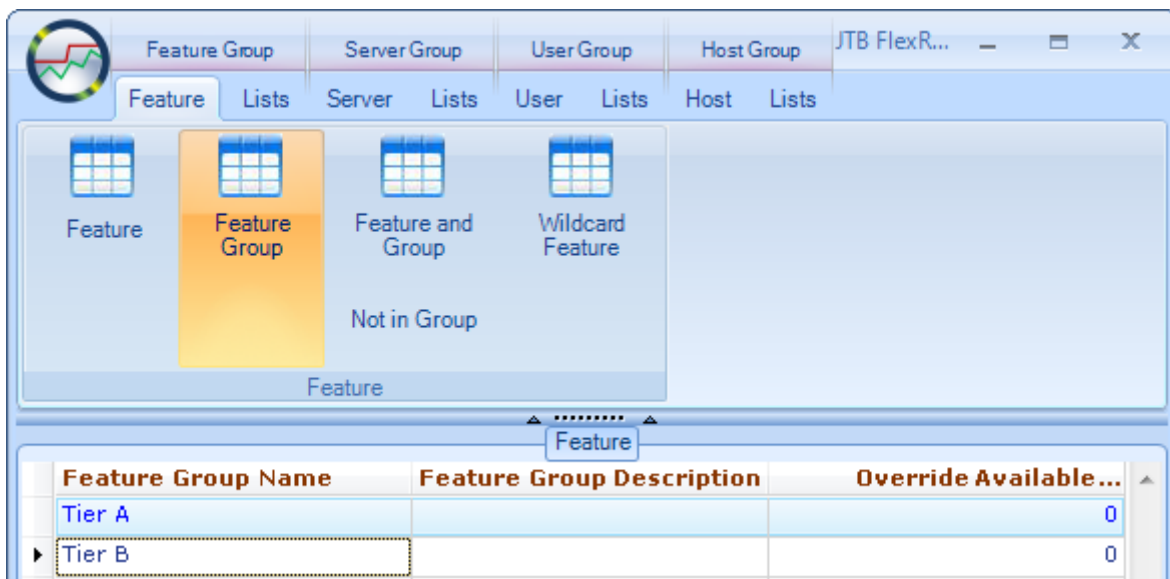 Feature Group Server Group User Group Host Group JTB FlexR...
Feature Lists Server Lists User Lists Host Lists
Feature
Feature
Group
Feature and
Group
Wildcard
Feature
Not in Group
Feature
Feature
Feature Group Name Feature Group Description Override Available...
Tier A 0
Tier B 0